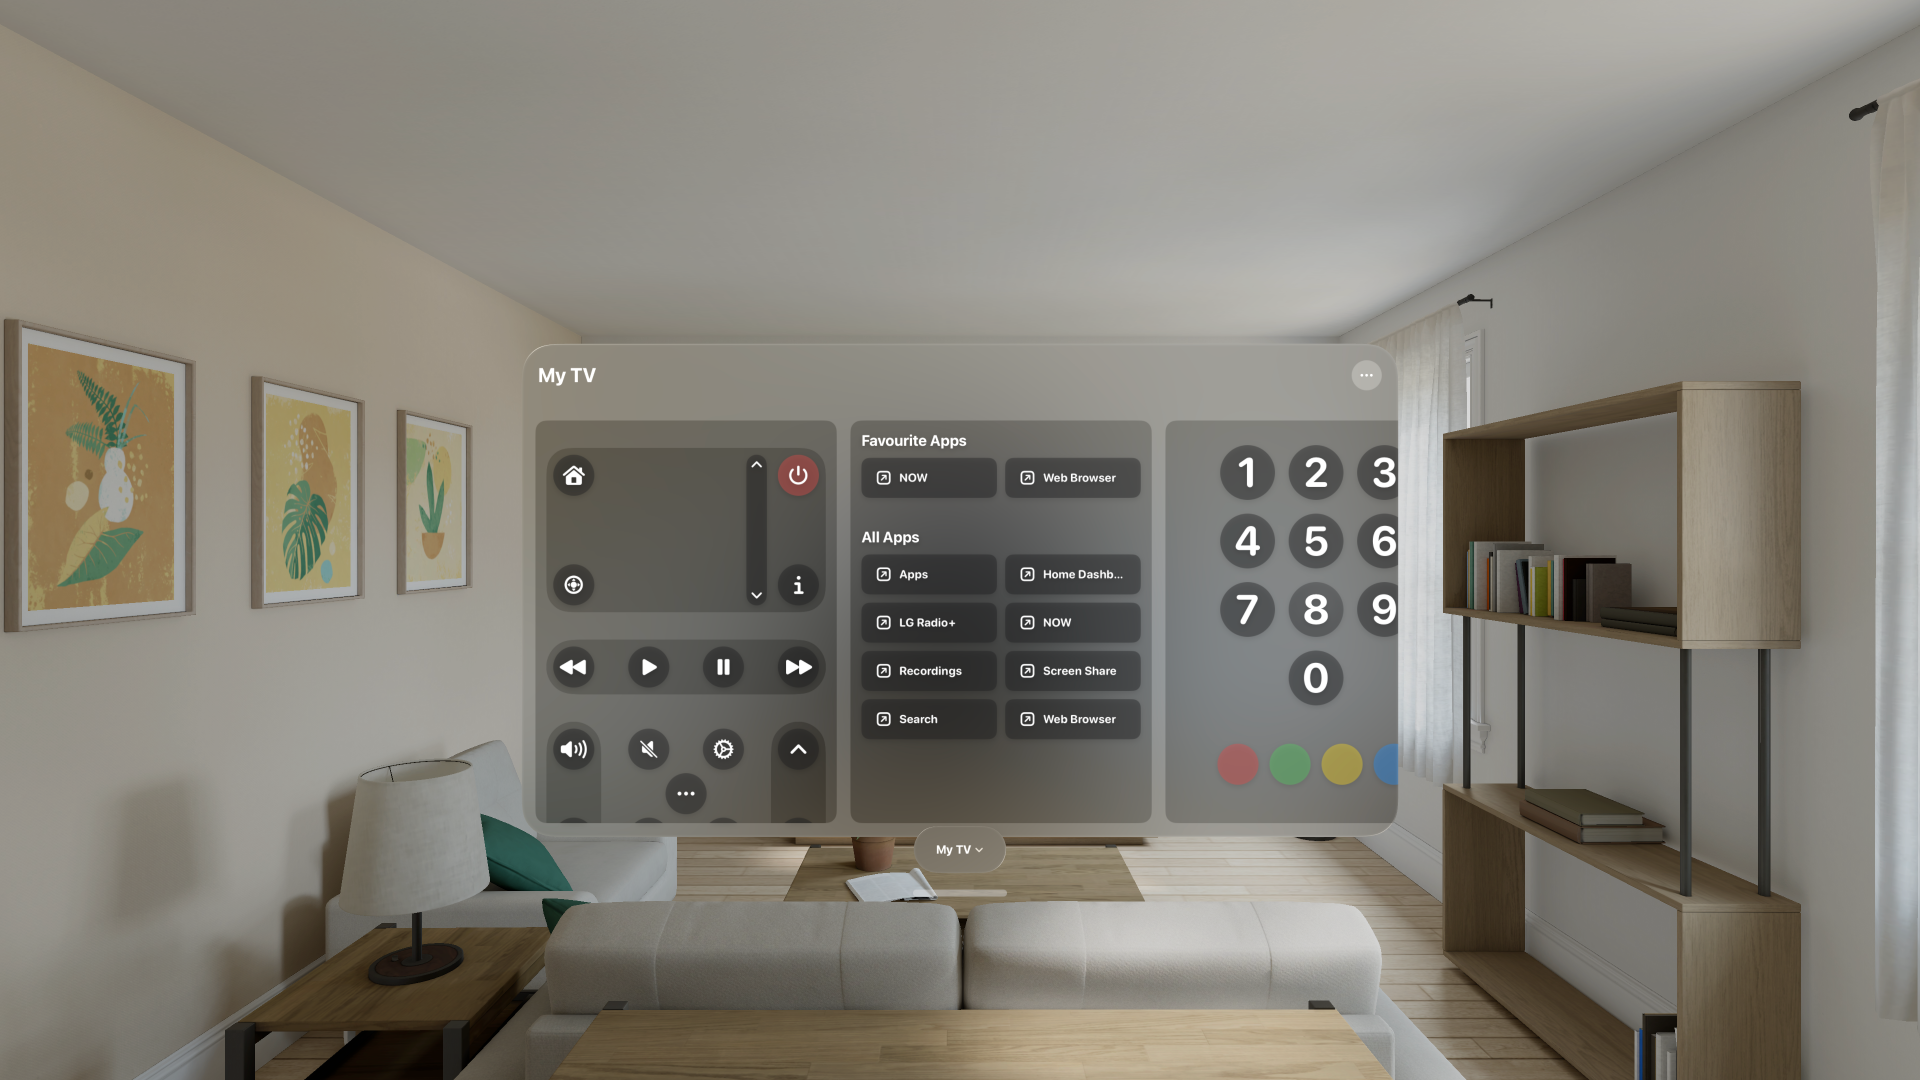 My TV
Favourite Apps
NOW
Web Browser
All Apps
Apps
Home Dashb...
LG Radio+
NOW
Recordings
Screen Share
Search
Web Browser
1 2 3
4 5 6
7 8 9
0
My TV